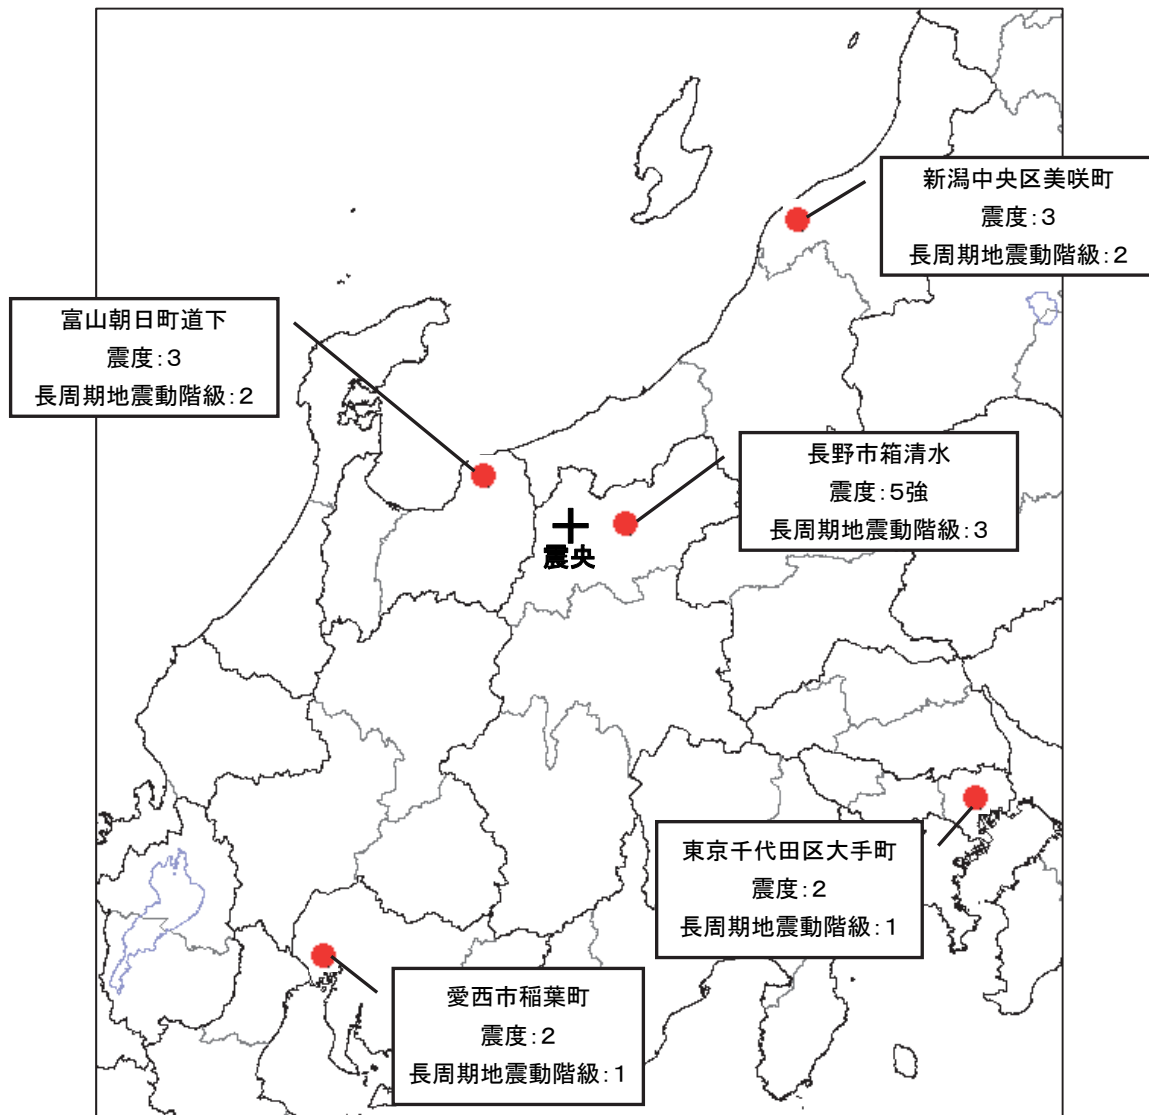 新潟中央区美咲町
震度：3
長周期地震動階級：2
富山朝日町道下
震度：3
長周期地震動階級：2
長野市箱清水
震度：5強
長周期地震動階級：3
震央
東京千代田区大手町
震度：2
長周期地震動階級：1
愛西市稲葉町
震度：2
長周期地震動階級：1